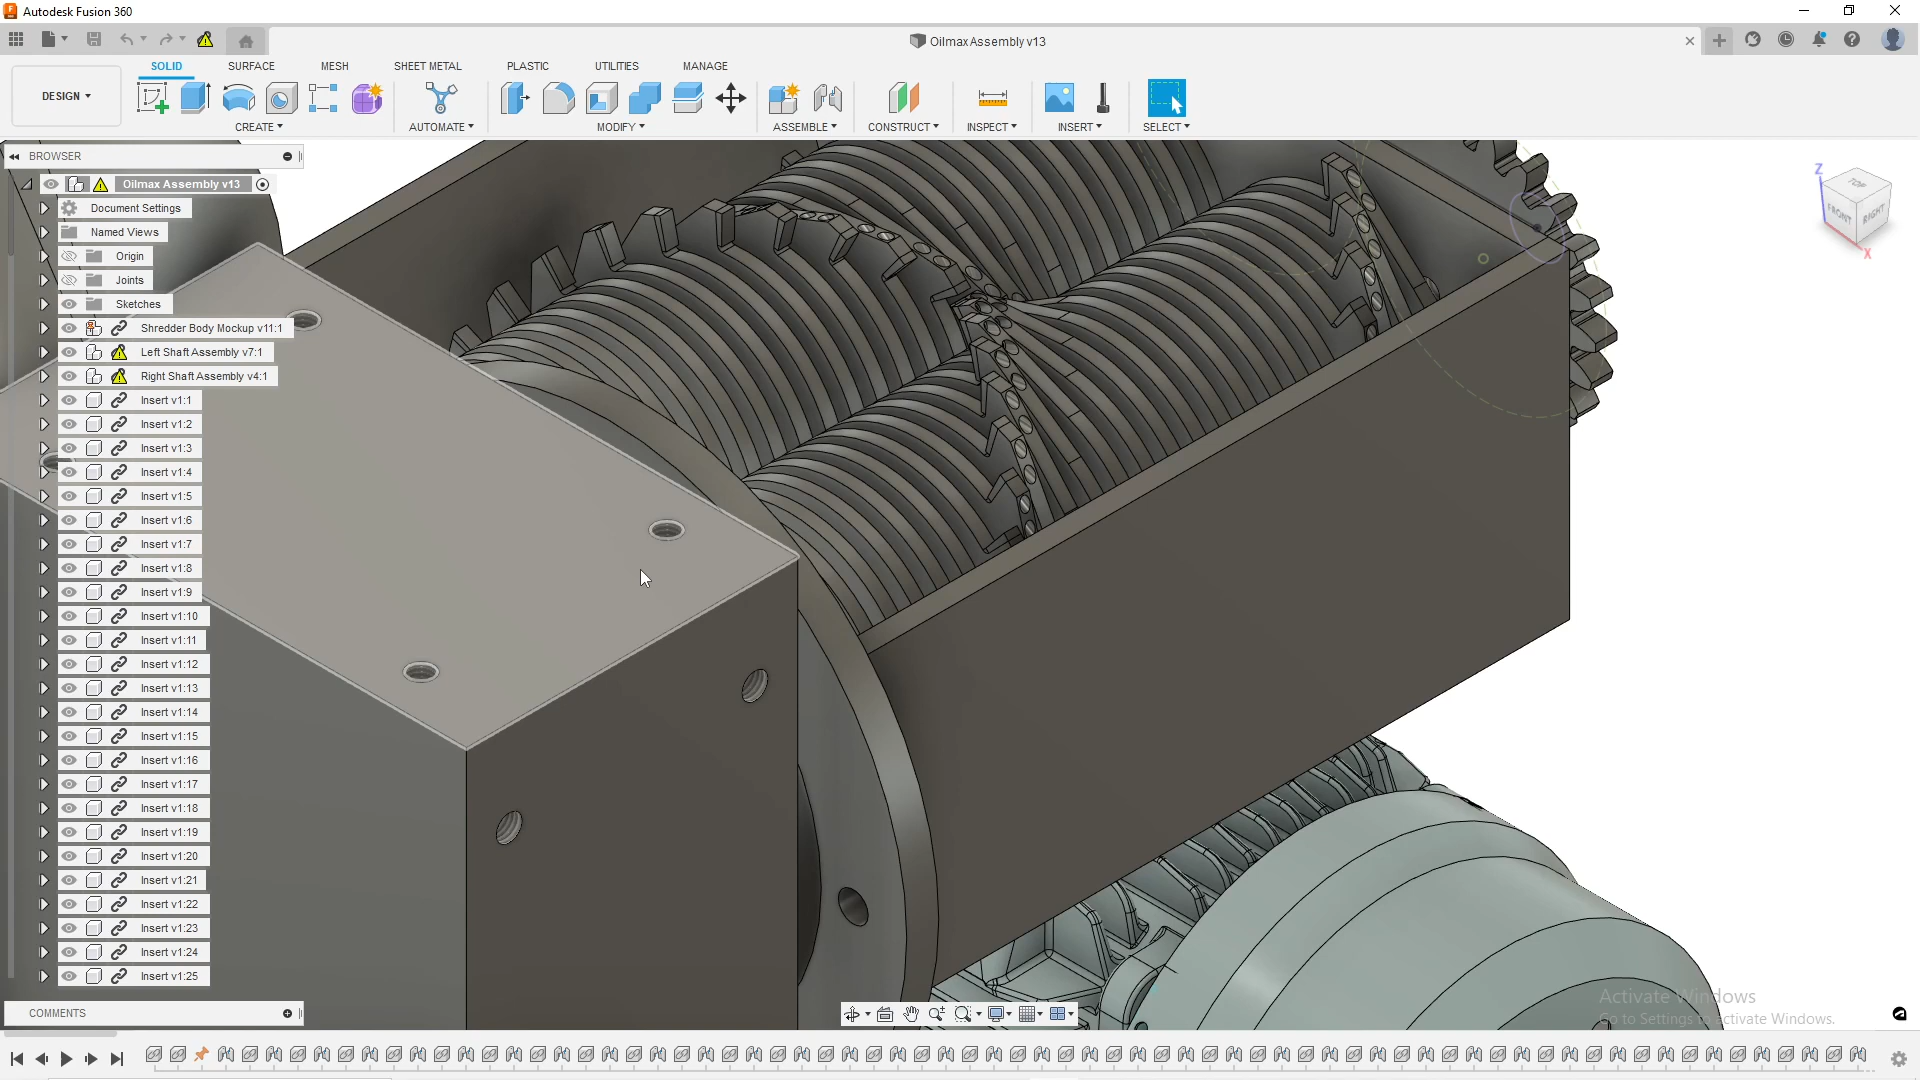 Autodesk Fusion 360
Oilmax Assembly v13
DESIGN
SOLID
SURFACE
MESH
SHEET METAL
PLASTIC
UTILITIES
MANAGE
CREATE
AUTOMATE
MODIFY
ASSEMBLE
CONSTRUCT
INSPECT
INSERT
SELECT
BROWSER
Oilmax Assembly v13
Document Settings
Named Views
Origin
Joints
Sketches
Shredder Body Mockup v11:1
Left Shaft Assembly v7:1
Right Shaft Assembly v4:1
Insert v1:1
Insert v1:2
Insert v1:3
Insert v1:4
Insert v1:5
Insert v1:6
Insert v1:7
Insert v1:8
Insert v1:9
Insert v1:10
Insert v1:11
Insert v1:12
Insert v1:13
Insert v1:14
Insert v1:15
Insert v1:16
Insert v1:17
Insert v1:18
Insert v1:19
Insert v1:20
Insert v1:21
Insert v1:22
Insert v1:23
Insert v1:24
Insert v1:25
COMMENTS
Z
TOP
FRONT
RIGHT
X
Activate Windows
Go to Settings to activate Windows.